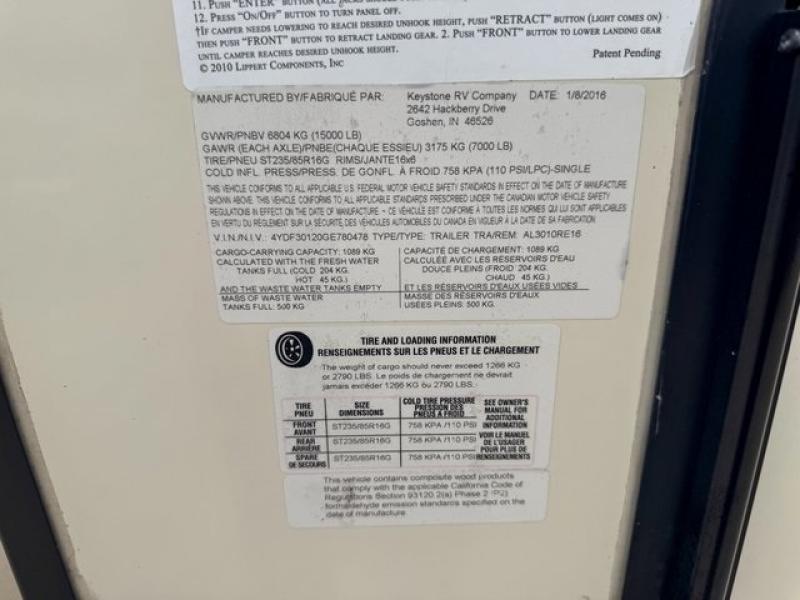 11. Push "Enter" button (All
12. Press "On/Off" button to turn panel off.
†If camper needs lowering to reach desired unhook height, push "RETRACT" button (light comes on)
then push "FRONT" button to retract landing gear. 2. Push "FRONT" button to lower landing gear
until camper reaches desired unhook height.
© 2010 Lippert Components, Inc
Patent Pending
MANUFACTURED BY/FABRIQUÉ PAR: Keystone RV Company DATE: 1/8/2016
2642 Hackberry Drive
Goshen, IN 46526
GVWR/PNBV 6804 KG (15000 LB)
GAWR (EACH AXLE)/PNBE(CHAQUE ESSIEU) 3175 KG (7000 LB)
TIRE/PNEU ST235/85R16G RIMS/JANTE16x6
COLD INFL. PRESS/PRESS. DE GONFL. À FROID 758 KPA (110 PSI/LPC)-SINGLE
THIS VEHICLE CONFORMS TO ALL APPLICABLE U.S. FEDERAL MOTOR VEHICLE SAFETY STANDARDS IN EFFECT ON THE DATE OF MANUFACTURE
SHOWN ABOVE. THIS VEHICLE CONFORMS TO ALL APPLICABLE STANDARDS PRESCRIBED UNDER THE CANADIAN MOTOR VEHICLE SAFETY
REGULATIONS IN EFFECT ON THE DATE OF MANUFACTURE - CE VÉHICULE EST CONFORME À TOUTES LES NORMES QUI LUI SONT APPLICABLES
EN VERTU DU RÈGLEMENT SUR LA SÉCURITÉ DES VÉHICULES AUTOMOBILES DU CANADA EN VIGUEUR À LA DATE DE SA FABRICATION.
V.I.N./N.I.V.: 4YDF30120GE780478 TYPE/TYPE: TRAILER TRA/REM: AL3010RE16
CARGO-CARRYING CAPACITY: 1089 KG
CALCULATED WITH THE FRESH WATER
TANKS FULL (COLD 204 KG.
HOT 45 KG.)
AND THE WASTE WATER TANKS EMPTY
MASS OF WASTE WATER
TANKS FULL: 500 KG
CAPACITÉ DE CHARGEMENT: 1089 KG
CALCULÉE AVEC LES RÉSERVOIRS D'EAU
DOUCE PLEINS (FROID 204 KG.
CHAUD 45 KG.)
ET LES RÉSERVOIRS D'EAUX USÉES VIDES
MASSE DES RÉSERVOIRS D'EAUX
USÉES PLEINS: 500 KG.
TIRE AND LOADING INFORMATION
RENSEIGNEMENTS SUR LES PNEUS ET LE CHARGEMENT
The weight of cargo should never exceed 1266 KG
or 2790 LBS. Le poids de chargement ne devrait
jamais excéder 1266 KG ou 2790 LBS.
TIRE PNEU
SIZE DIMENSIONS
COLD TIRE PRESSURE PRESSION DES PNEUS À FROID
FRONT AVANT ST235/85R16G 758 KPA /110 PSI
REAR ARRIÈRE ST235/85R16G 758 KPA /110 PSI
SPARE DE SECOURS ST235/85R16G 758 KPA /110 PSI
SEE OWNER'S
MANUAL FOR
ADDITIONAL
INFORMATION
VOIR LE MANUEL
DE L'USAGER
POUR PLUS DE
RENSEIGNEMENTS
This vehicle contains composite wood products
that comply with the applicable California Code of
Regulations Section 93120.2(a) Phase 2 (P2)
formaldehyde emission standards specified on the
date of manufacture.